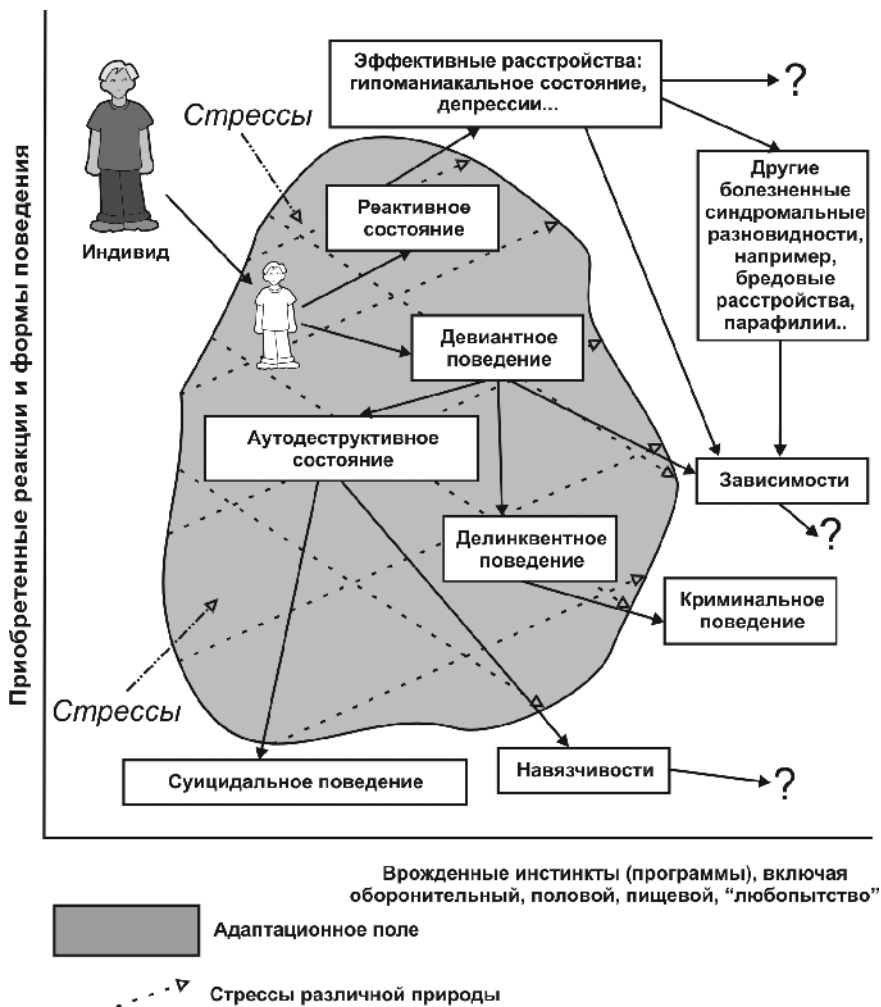 Приобретенные реакции и формы поведения
Эффективные расстройства:
гипоманиакальное состояние,
депрессии...
?
Стрессы
Индивид
Реактивное
состояние
Другие
болезненные
синдромальные
разновидности,
например,
бредовые
расстройства,
парафилии..
Девиантное
поведение
Аутодеструктивное
состояние
Зависимости
?
Делинквентное
поведение
Криминальное
поведение
Стрессы
Суицидальное поведение
Навязчивости
?
Врожденные инстинкты (программы), включая
оборонительный, половой, пищевой, “любопытство”
Адаптационное поле
Стрессы различной природы